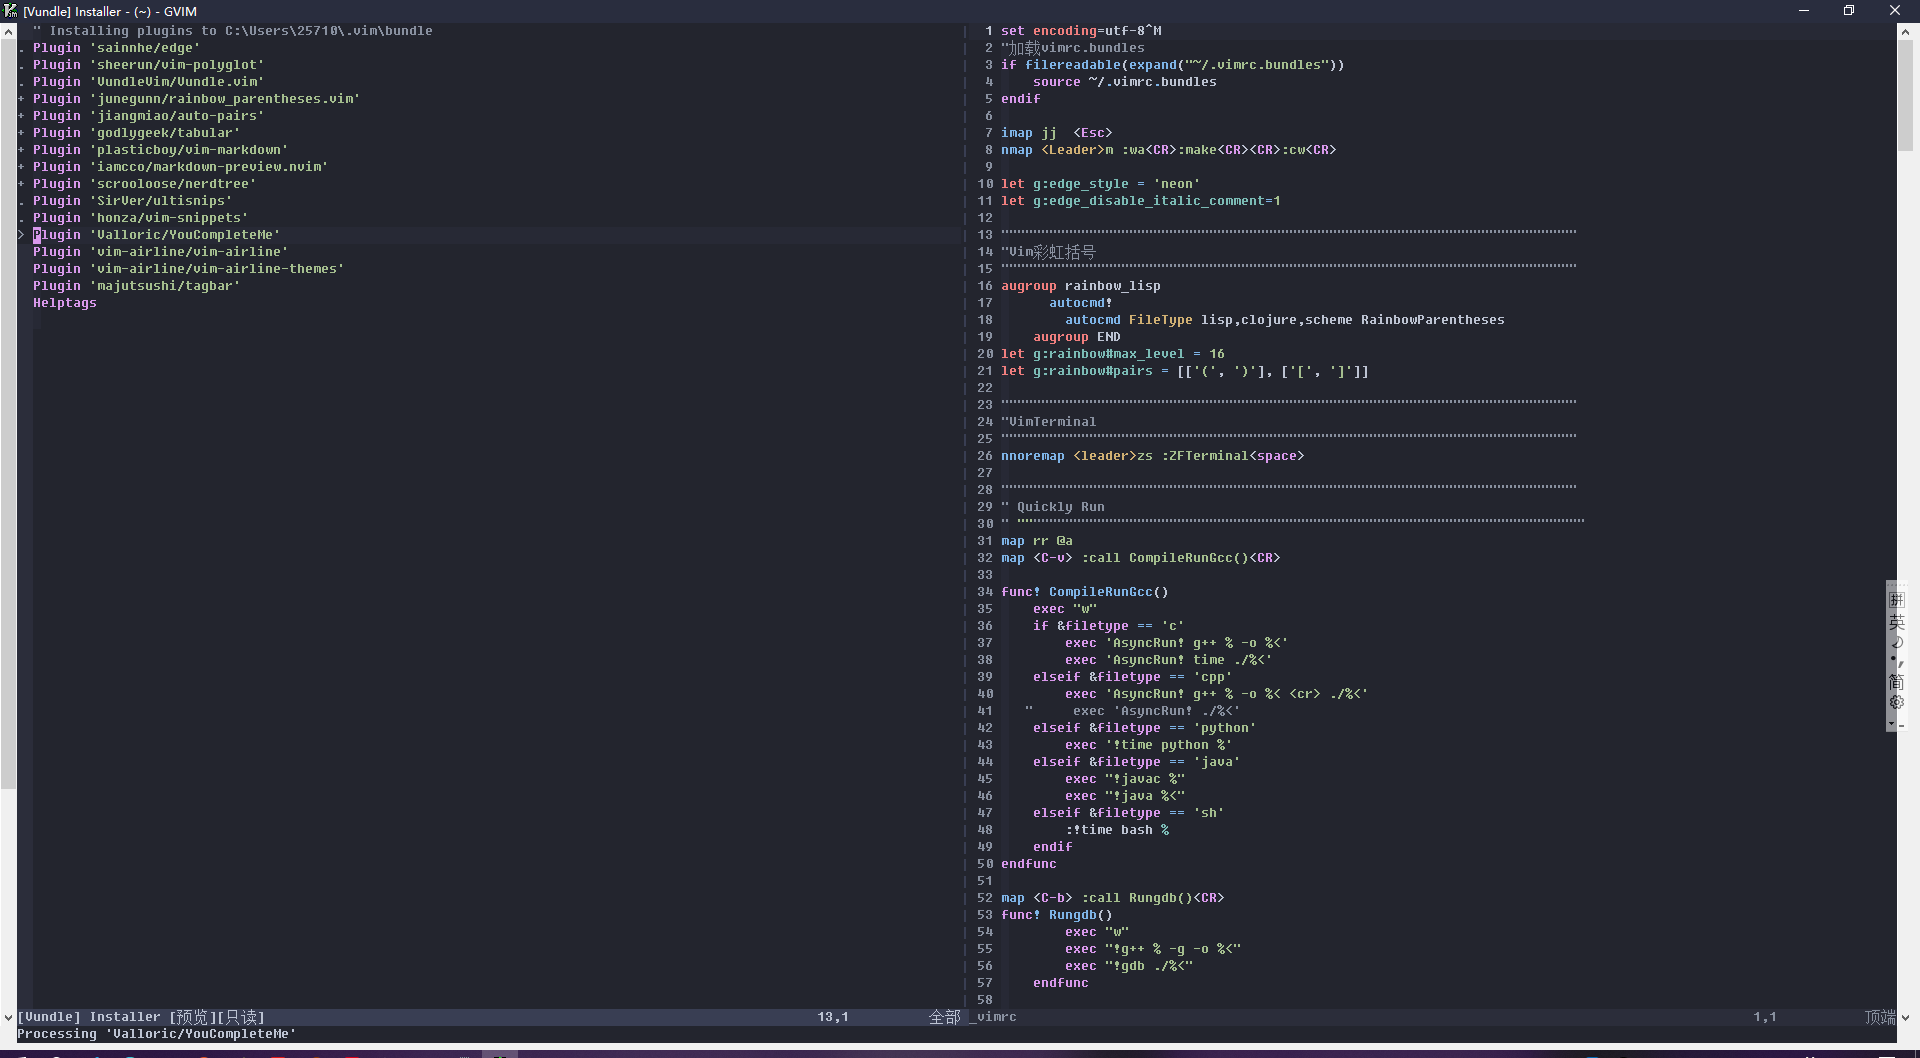 [Vundle] Installer - (~) - GVIM
" Installing plugins to C:\Users\25710\.vim\bundle
. Plugin 'sainnhe/edge'
. Plugin 'sheerun/vim-polyglot'
. Plugin 'VundleVim/Vundle.vim'
+ Plugin 'junegunn/rainbow_parentheses.vim'
+ Plugin 'jiangmiao/auto-pairs'
+ Plugin 'godlygeek/tabular'
+ Plugin 'plasticboy/vim-markdown'
+ Plugin 'iamcco/markdown-preview.nvim'
+ Plugin 'scrooloose/nerdtree'
. Plugin 'SirVer/ultisnips'
. Plugin 'honza/vim-snippets'
> Plugin 'Valloric/YouCompleteMe'
Plugin 'vim-airline/vim-airline'
Plugin 'vim-airline/vim-airline-themes'
Plugin 'majutsushi/tagbar'
Helptags
[Vundle] Installer [预览][只读] 13,1 全部
Processing 'Valloric/YouCompleteMe'
1 set encoding=utf-8^M
2 "加载vimrc.bundles
3 if filereadable(expand("~/.vimrc.bundles"))
4     source ~/.vimrc.bundles
5 endif
6
7 imap jj  <Esc>
8 nmap <Leader>m :wa<CR>:make<CR><CR>:cw<CR>
9
10 let g:edge_style = 'neon'
11 let g:edge_disable_italic_comment=1
12
13 """"""""""""""""""""""""""""""""""""""""""""""""""""""""""""""""""""""""
14 "Vim彩虹括号
15 """"""""""""""""""""""""""""""""""""""""""""""""""""""""""""""""""""""""
16 augroup rainbow_lisp
17       autocmd!
18         autocmd FileType lisp,clojure,scheme RainbowParentheses
19     augroup END
20 let g:rainbow#max_level = 16
21 let g:rainbow#pairs = [['(', ')'], ['[', ']']]
22
23 """"""""""""""""""""""""""""""""""""""""""""""""""""""""""""""""""""""""
24 "VimTerminal
25 """"""""""""""""""""""""""""""""""""""""""""""""""""""""""""""""""""""""
26 nnoremap <leader>zs :ZFTerminal<space>
27
28 """"""""""""""""""""""""""""""""""""""""""""""""""""""""""""""""""""""""
29 " Quickly Run
30 " """""""""""""""""""""""""""""""""""""""""""""""""""""""""""""""""""""""
31 map rr @a
32 map <C-v> :call CompileRunGcc()<CR>
33
34 func! CompileRunGcc()
35     exec "w"
36     if &filetype == 'c'
37         exec 'AsyncRun! g++ % -o %<'
38         exec 'AsyncRun! time ./%<'
39     elseif &filetype == 'cpp'
40         exec 'AsyncRun! g++ % -o %< <cr> ./%<'
41    "     exec 'AsyncRun! ./%<'
42     elseif &filetype == 'python'
43         exec '!time python %'
44     elseif &filetype == 'java'
45         exec "!javac %"
46         exec "!java %<"
47     elseif &filetype == 'sh'
48         :!time bash %
49     endif
50 endfunc
51
52 map <C-b> :call Rungdb()<CR>
53 func! Rungdb()
54         exec "w"
55         exec "!g++ % -g -o %<"
56         exec "!gdb ./%<"
57     endfunc
58
_vimrc 1,1 顶端
拼
英
简